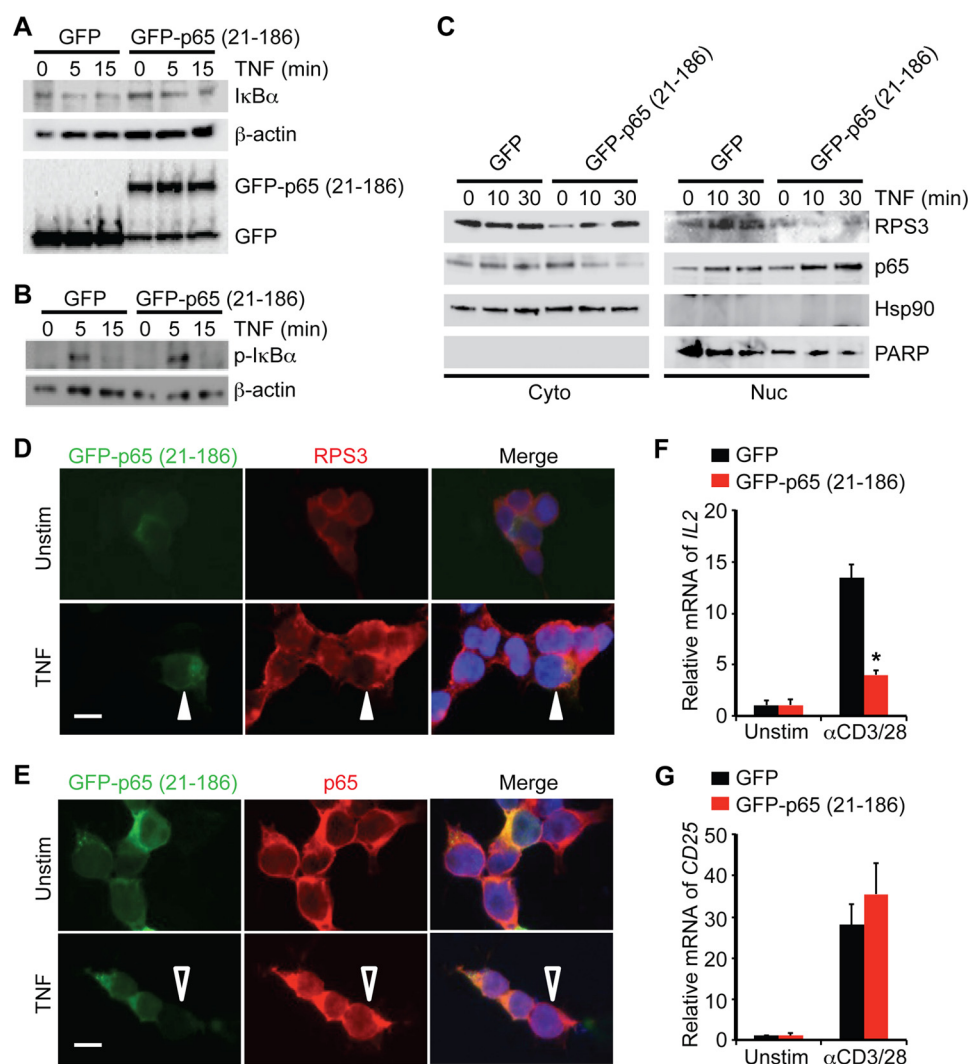 A
GFP GFP-p65 (21-186)
0 5 15 0 5 15 TNF (min)
IκBα
β-actin
GFP-p65 (21-186)
GFP
B
GFP GFP-p65 (21-186)
0 5 15 0 5 15 TNF (min)
p-IκBα
β-actin
C
GFP GFP-p65 (21-186) GFP GFP-p65 (21-186)
0 10 30 0 10 30 0 10 30 0 10 30 TNF (min)
RPS3
p65
Hsp90
PARP
Cyto Nuc
D
GFP-p65 (21-186) RPS3 Merge
Unstim
TNF
E
GFP-p65 (21-186) p65 Merge
Unstim
TNF
F
GFP
GFP-p65 (21-186)
Relative mRNA of IL2
20
15
10
5
0
*
Unstim αCD3/28
G
GFP
GFP-p65 (21-186)
Relative mRNA of CD25
50
40
30
20
10
0
Unstim αCD3/28